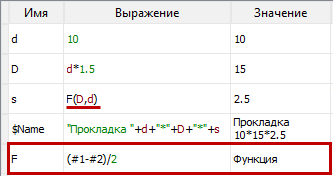 Имя Выражение Значение
d 10 10
D d*1.5 15
s F(D,d) 2.5
$Name "Прокладка "+d+"*"+D+"*"+s Прокладка
10*15*2.5
F (#1-#2)/2 Функция